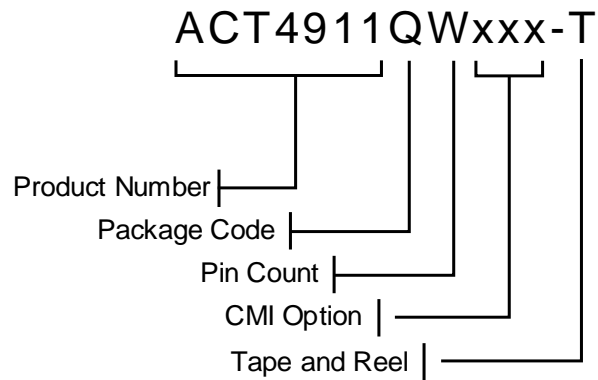 ACT4911QWxxx-T
Product Number
Package Code
Pin Count
CMI Option
Tape and Reel